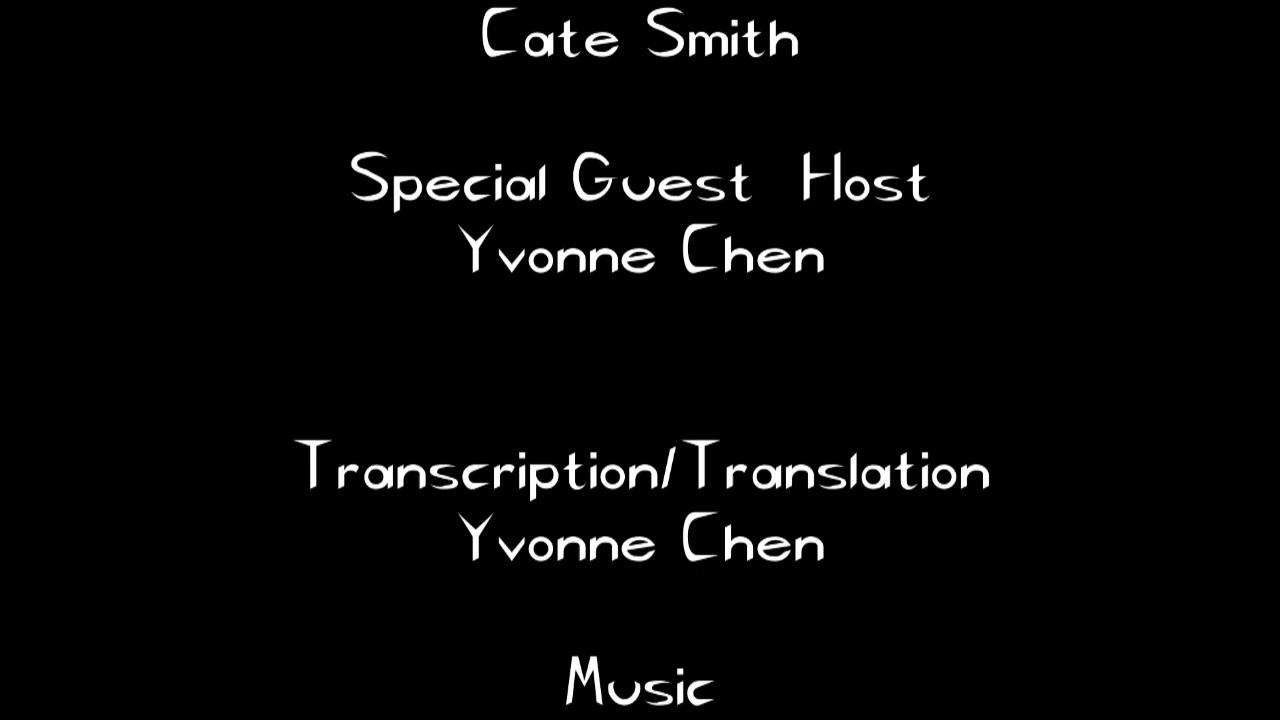 Cate Smith
Special Guest Host
Yvonne Chen
Transcription/Translation
Yvonne Chen
Music